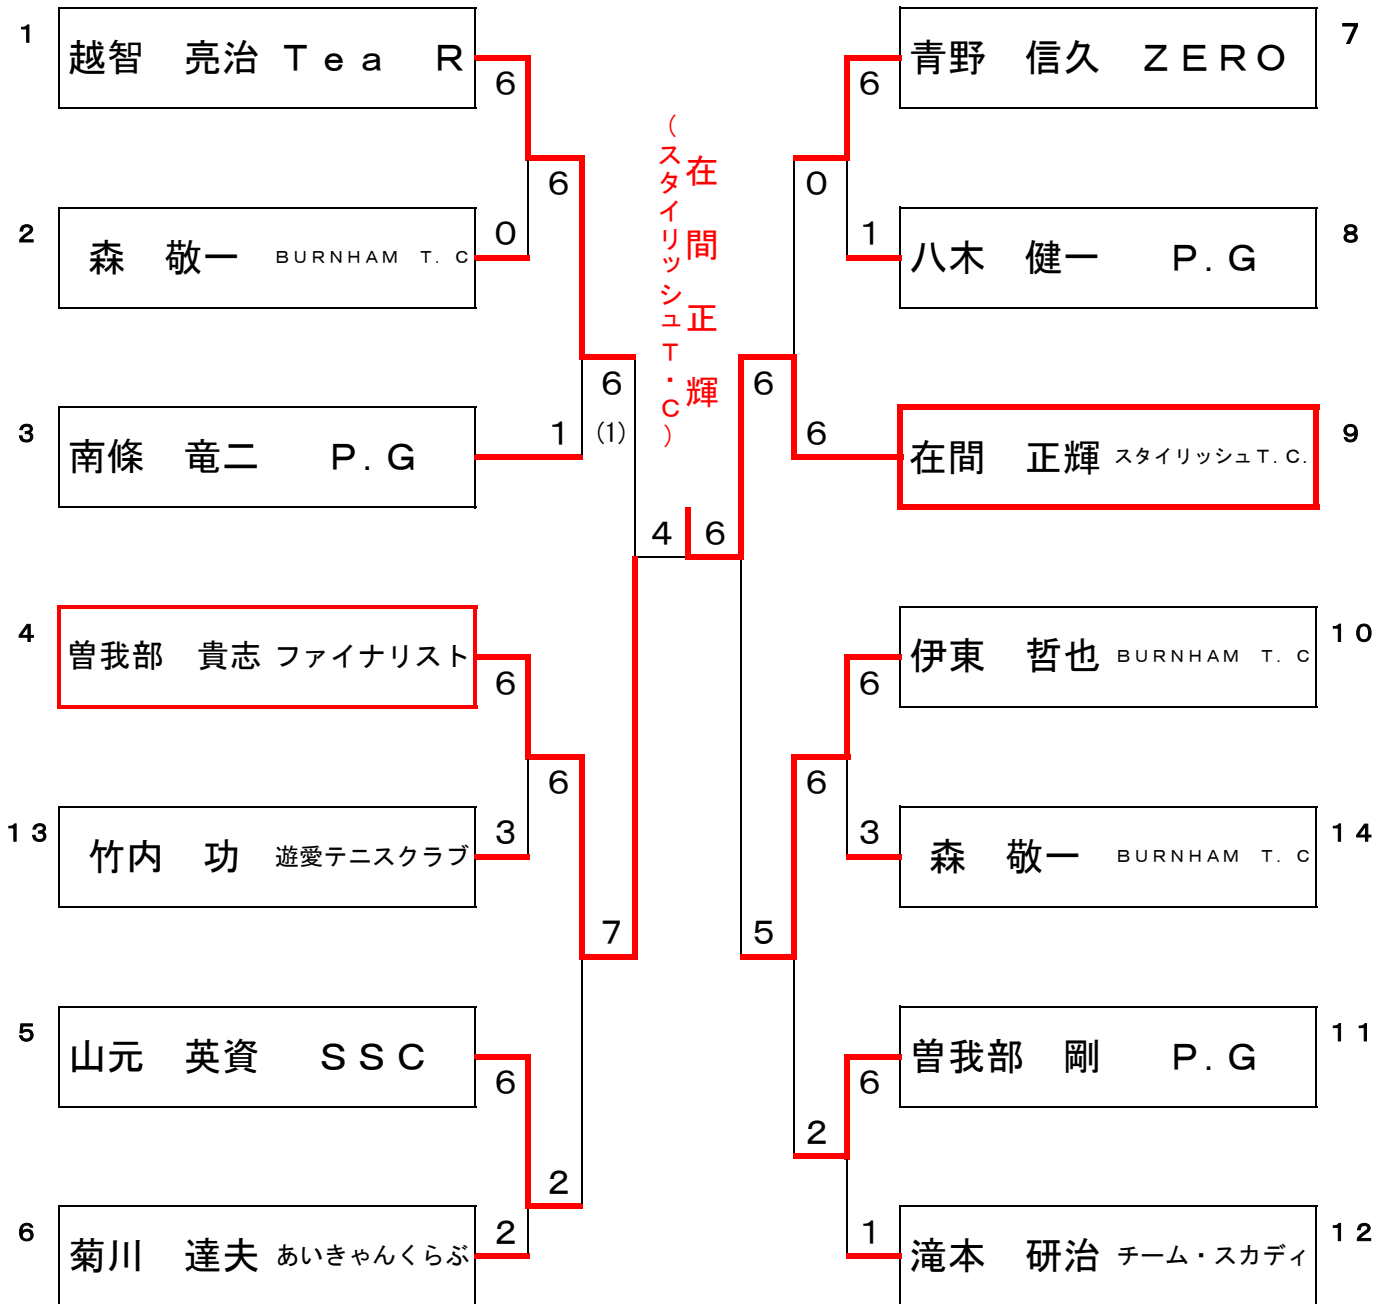 1
越智 亮治 Tea R
6
2
森 敬一 BURNHAM T. C
0
6
3
南條 竜二 P.G
1
6
(1)
4
曽我部 貴志 ファイナリスト
6
13
竹内 功 遊愛テニスクラブ
3
6
7
5
山元 英資 SSC
6
6
菊川 達夫 あいきゃんくらぶ
2
2
4
6
在間正輝
(スタイリッシュT・C)
青野 信久 ZERO
7
6
八木 健一 P.G
8
1
0
在間 正輝 スタイリッシュT. C.
9
6
6
伊東 哲也 BURNHAM T. C
10
6
森 敬一 BURNHAM T. C
14
3
6
5
曽我部 剛 P.G
11
6
2
滝本 研治 チーム・スカディ
12
1